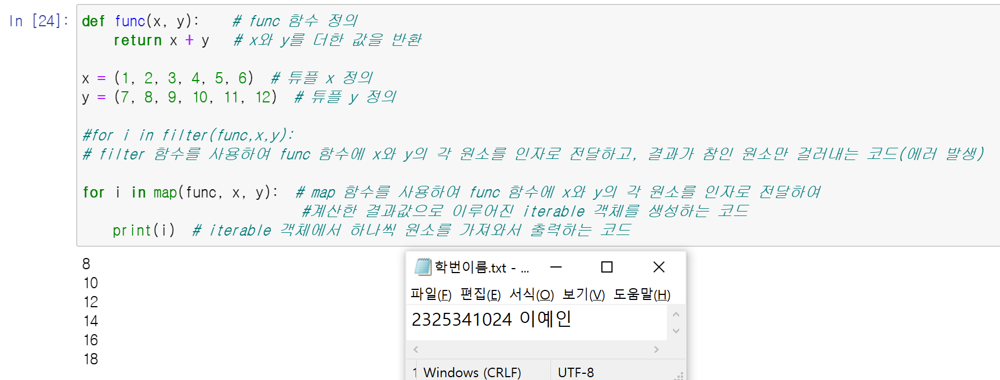 In [24]:
def func(x, y):    # func 함수 정의
    return x + y   # x와 y를 더한 값을 반환
x = (1, 2, 3, 4, 5, 6)  # 튜플 x 정의
y = (7, 8, 9, 10, 11, 12)  # 튜플 y 정의
#for i in filter(func,x,y):
# filter 함수를 사용하여 func 함수에 x와 y의 각 원소를 인자로 전달하고, 결과가 참인 원소만 걸러내는 코드(에러 발생)
for i in map(func, x, y):  # map 함수를 사용하여 func 함수에 x와 y의 각 원소를 인자로 전달하여
                           #계산한 결과값으로 이루어진 iterable 객체를 생성하는 코드
    print(i)  # iterable 객체에서 하나씩 원소를 가져와서 출력하는 코드
8
10
12
14
16
18
학번이름.txt - ...
파일(F) 편집(E) 서식(O) 보기(V) 도움말(H)
2325341024 이예인
1 Windows (CRLF) UTF-8